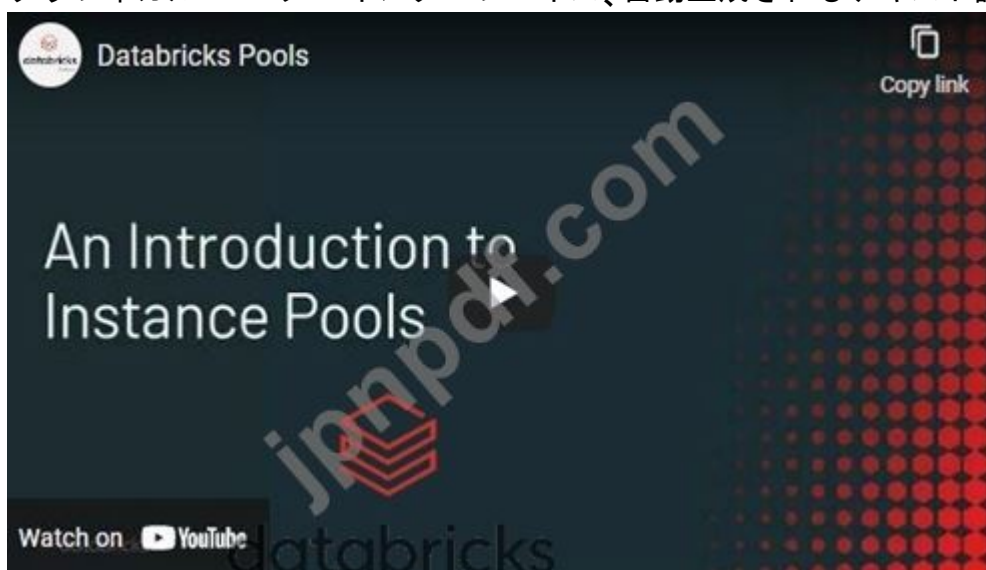 Databricks Pools
Copy link
An Introduction to
Instance Pools
jpnpdf.com
Watch on YouTube
databricks